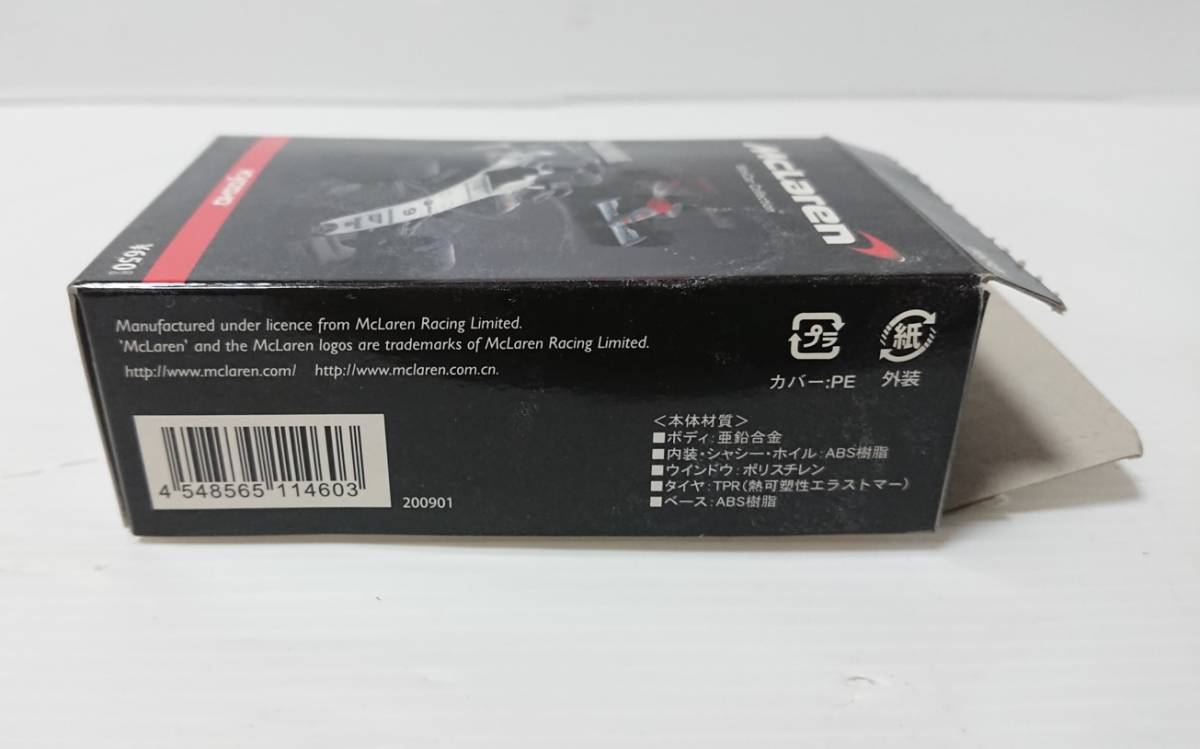 Kyosho
¥650
McLaren
MiniCar Collection
Manufactured under licence from McLaren Racing Limited.
'McLaren' and the McLaren logos are trademarks of McLaren Racing Limited.
http://www.mclaren.com/ http://www.mclaren.com.cn.
プラ
カバー:PE
紙
外装
4 548565 114603
200901
＜本体材質＞
■ボディ:亜鉛合金
■内装・シャシー・ホイル:ABS樹脂
■ウインドウ:ポリスチレン
■タイヤ:TPR(熱可塑性エラストマー)
■ベース:ABS樹脂